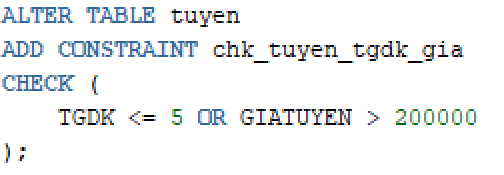 ALTER TABLE tuyen
ADD CONSTRAINT chk_tuyen_tgdk_gia
CHECK (
    TGDK <= 5 OR GIATUYEN > 200000
);